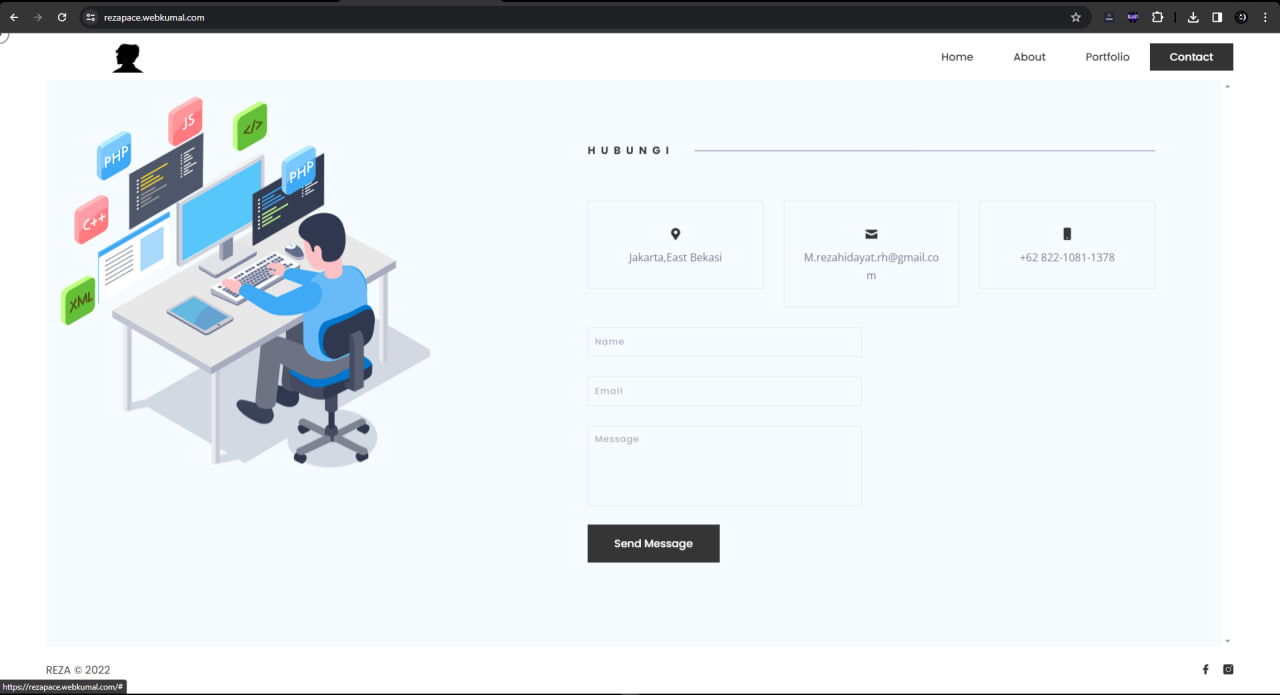 rezapace.webkumal.com
Home About Portfolio Contact
JS
</>
PHP
PHP
C++
XML
HUBUNGI
Jakarta,East Bekasi
M.rezahidayat.rh@gmail.co
m
+62 822-1081-1378
Name
Email
Message
Send Message
REZA © 2022
https://rezapace.webkumal.com/#